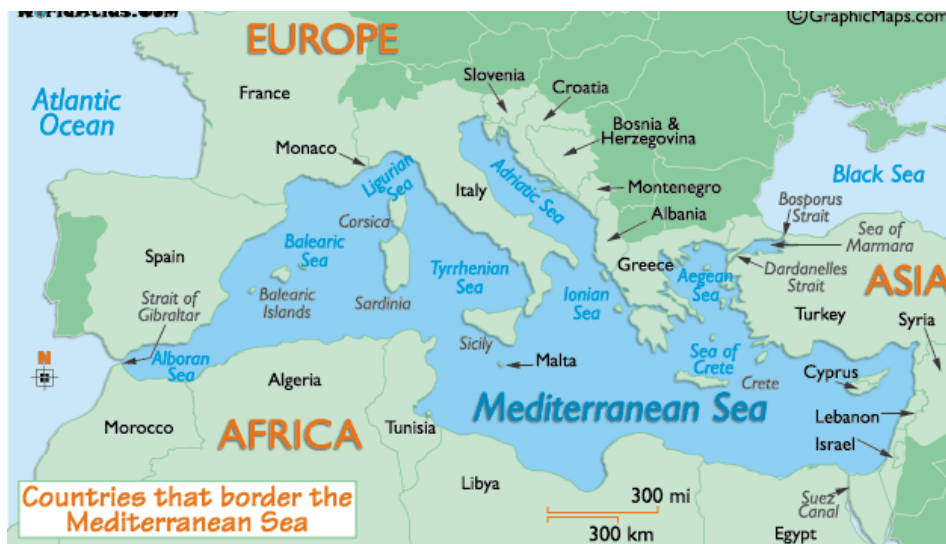 WorldAtlas.Com
©GraphicMaps.com
EUROPE
Slovenia
Croatia
France
Atlantic
Ocean
Bosnia &
Herzegovina
Monaco
Ligurian
Sea
Adriatic Sea
Italy
Black Sea
Montenegro
Bosporus
Strait
Corsica
Albania
Sea of
Marmara
Balearic
Sea
Spain
Tyrrhenian
Sea
Greece
Aegean
Sea
Dardanelles
Strait
ASIA
Strait of
Gibraltar
Balearic
Islands
Sardinia
Ionian
Sea
Turkey
Syria
N
Alboran
Sea
Sicily
Malta
Sea of
Crete
Crete
Cyprus
Algeria
Mediterranean Sea
Lebanon
Morocco
AFRICA
Tunisia
Israel
Countries that border the
Mediterranean Sea
Libya
300 mi
300 km
Suez
Canal
Egypt